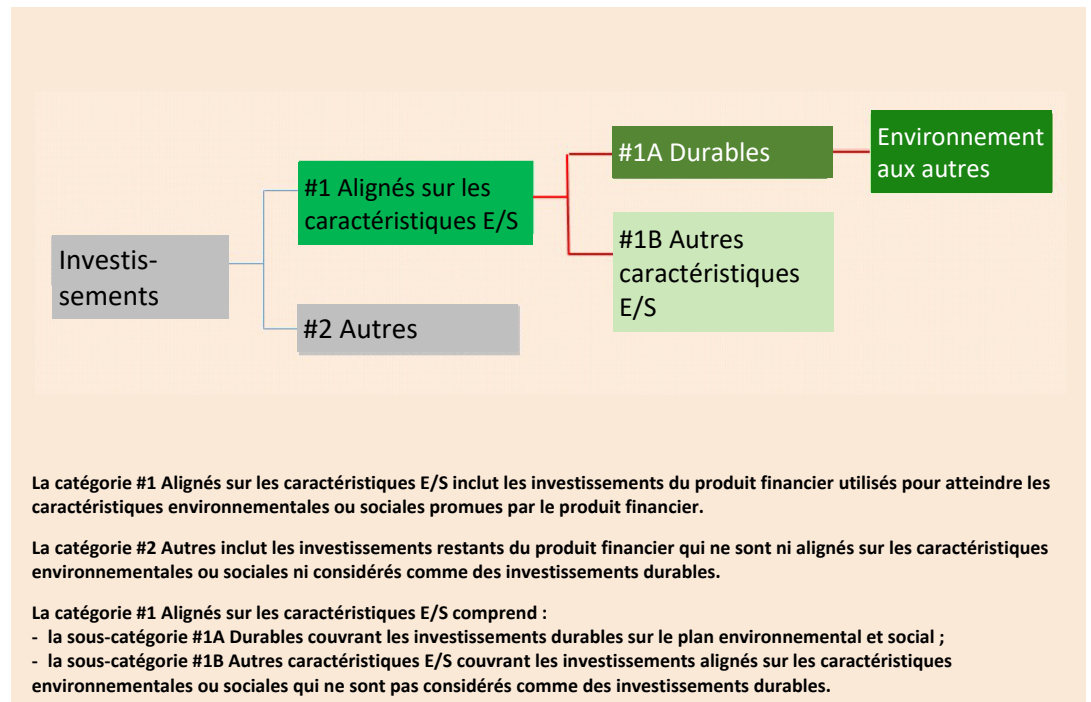 #1A Durables
Environnement
aux autres
#1 Alignés sur les
caractéristiques E/S
#1B Autres
caractéristiques
E/S
Investis-
sements
#2 Autres
La catégorie #1 Alignés sur les caractéristiques E/S inclut les investissements du produit financier utilisés pour atteindre les
caractéristiques environnementales ou sociales promues par le produit financier.
La catégorie #2 Autres inclut les investissements restants du produit financier qui ne sont ni alignés sur les caractéristiques
environnementales ou sociales ni considérés comme des investissements durables.
La catégorie #1 Alignés sur les caractéristiques E/S comprend :
- la sous-catégorie #1A Durables couvrant les investissements durables sur le plan environnemental et social ;
- la sous-catégorie #1B Autres caractéristiques E/S couvrant les investissements alignés sur les caractéristiques
environnementales ou sociales qui ne sont pas considérés comme des investissements durables.